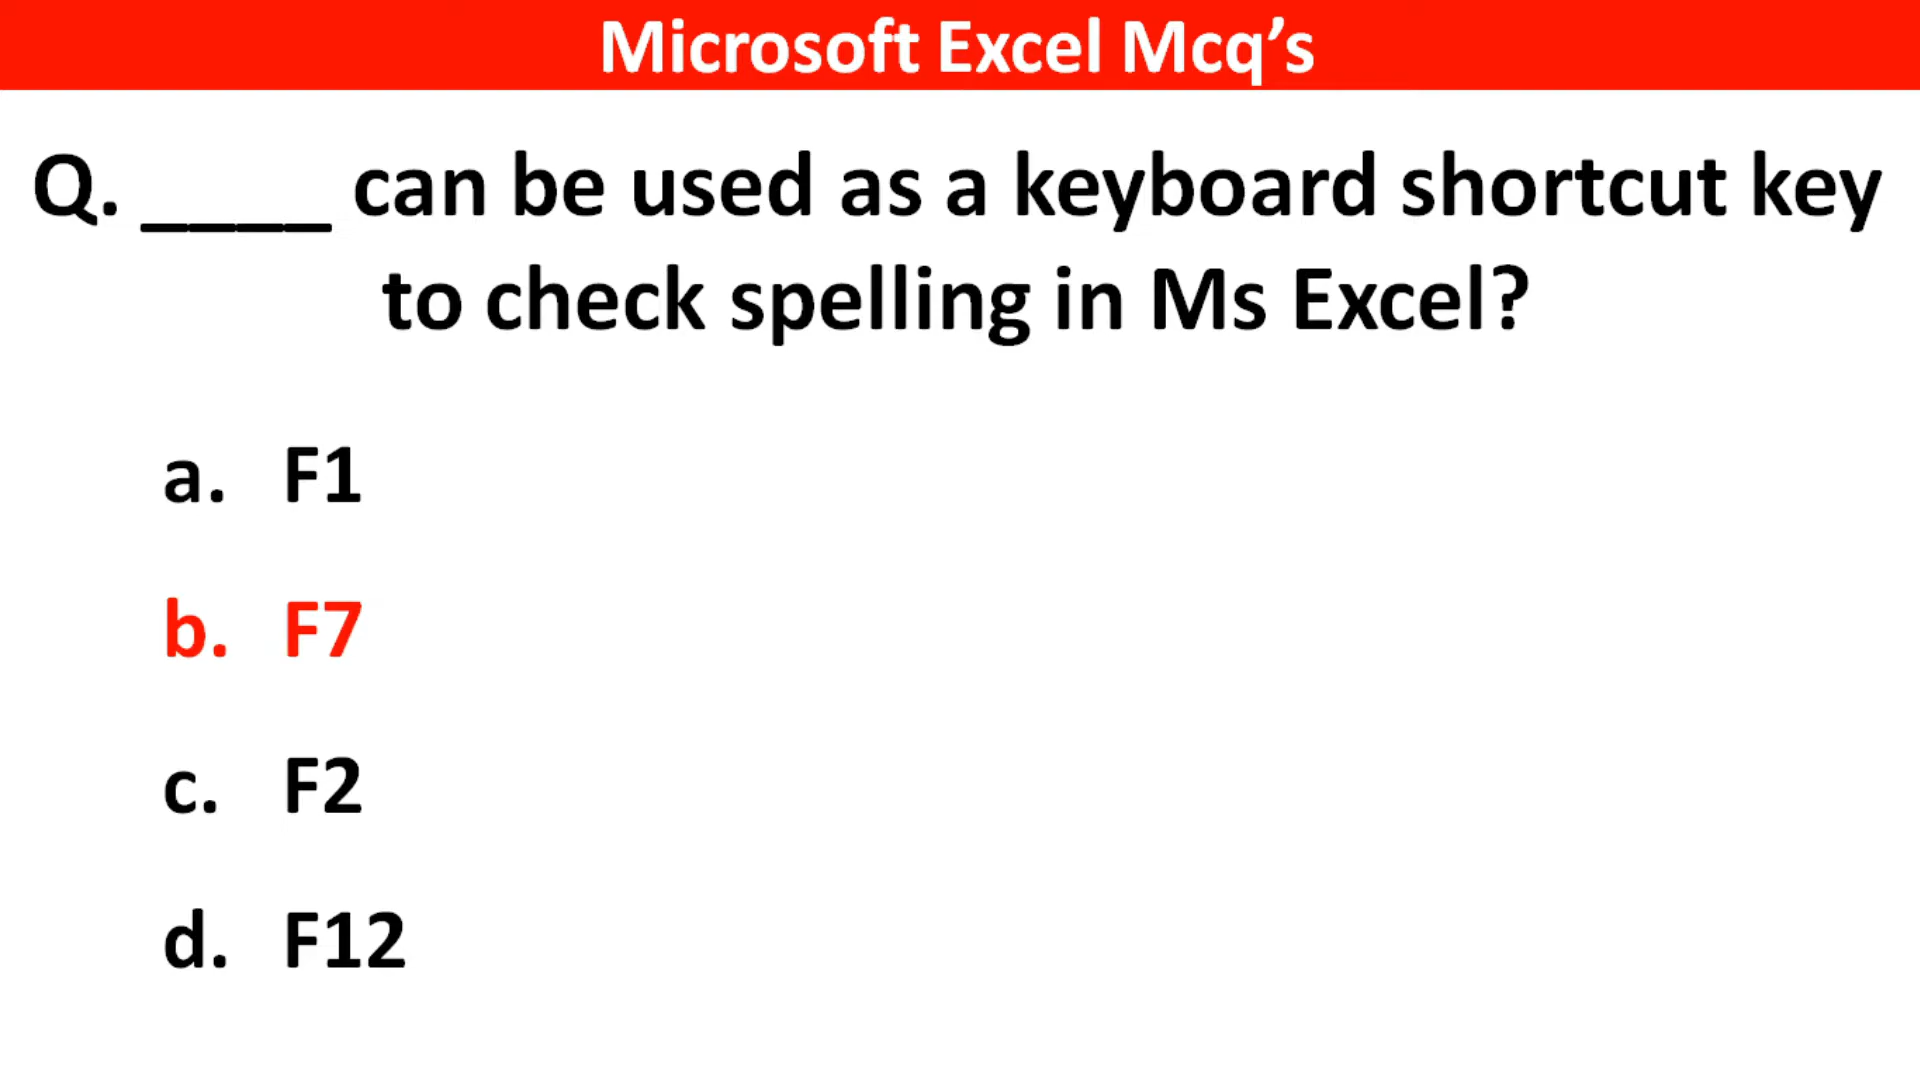 Microsoft Excel Mcq’s
Q. ____ can be used as a keyboard shortcut key
to check spelling in Ms Excel?
a. F1
b. F7
c. F2
d. F12